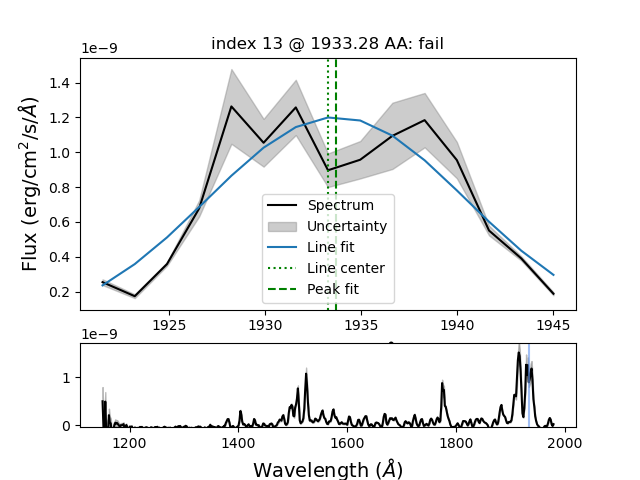 index 13 @ 1933.28 AA: fail
1e−9
1.4
1.2
1.0
0.8
0.6
0.4
0.2
Flux (erg/cm²/s/Å)
Spectrum
Uncertainty
Line fit
Line center
Peak fit
1925 1930 1935 1940 1945
1e−9
1
0
1200 1400 1600 1800 2000
Wavelength (Å)